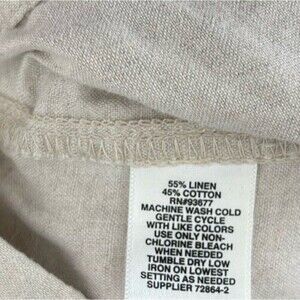 55% LINEN
45% COTTON
RN#93677
MACHINE WASH COLD
GENTLE CYCLE
WITH LIKE COLORS
USE ONLY NON-
CHLORINE BLEACH
WHEN NEEDED
TUMBLE DRY LOW
IRON ON LOWEST
SETTING AS NEEDED
SUPPLIER 72864-2